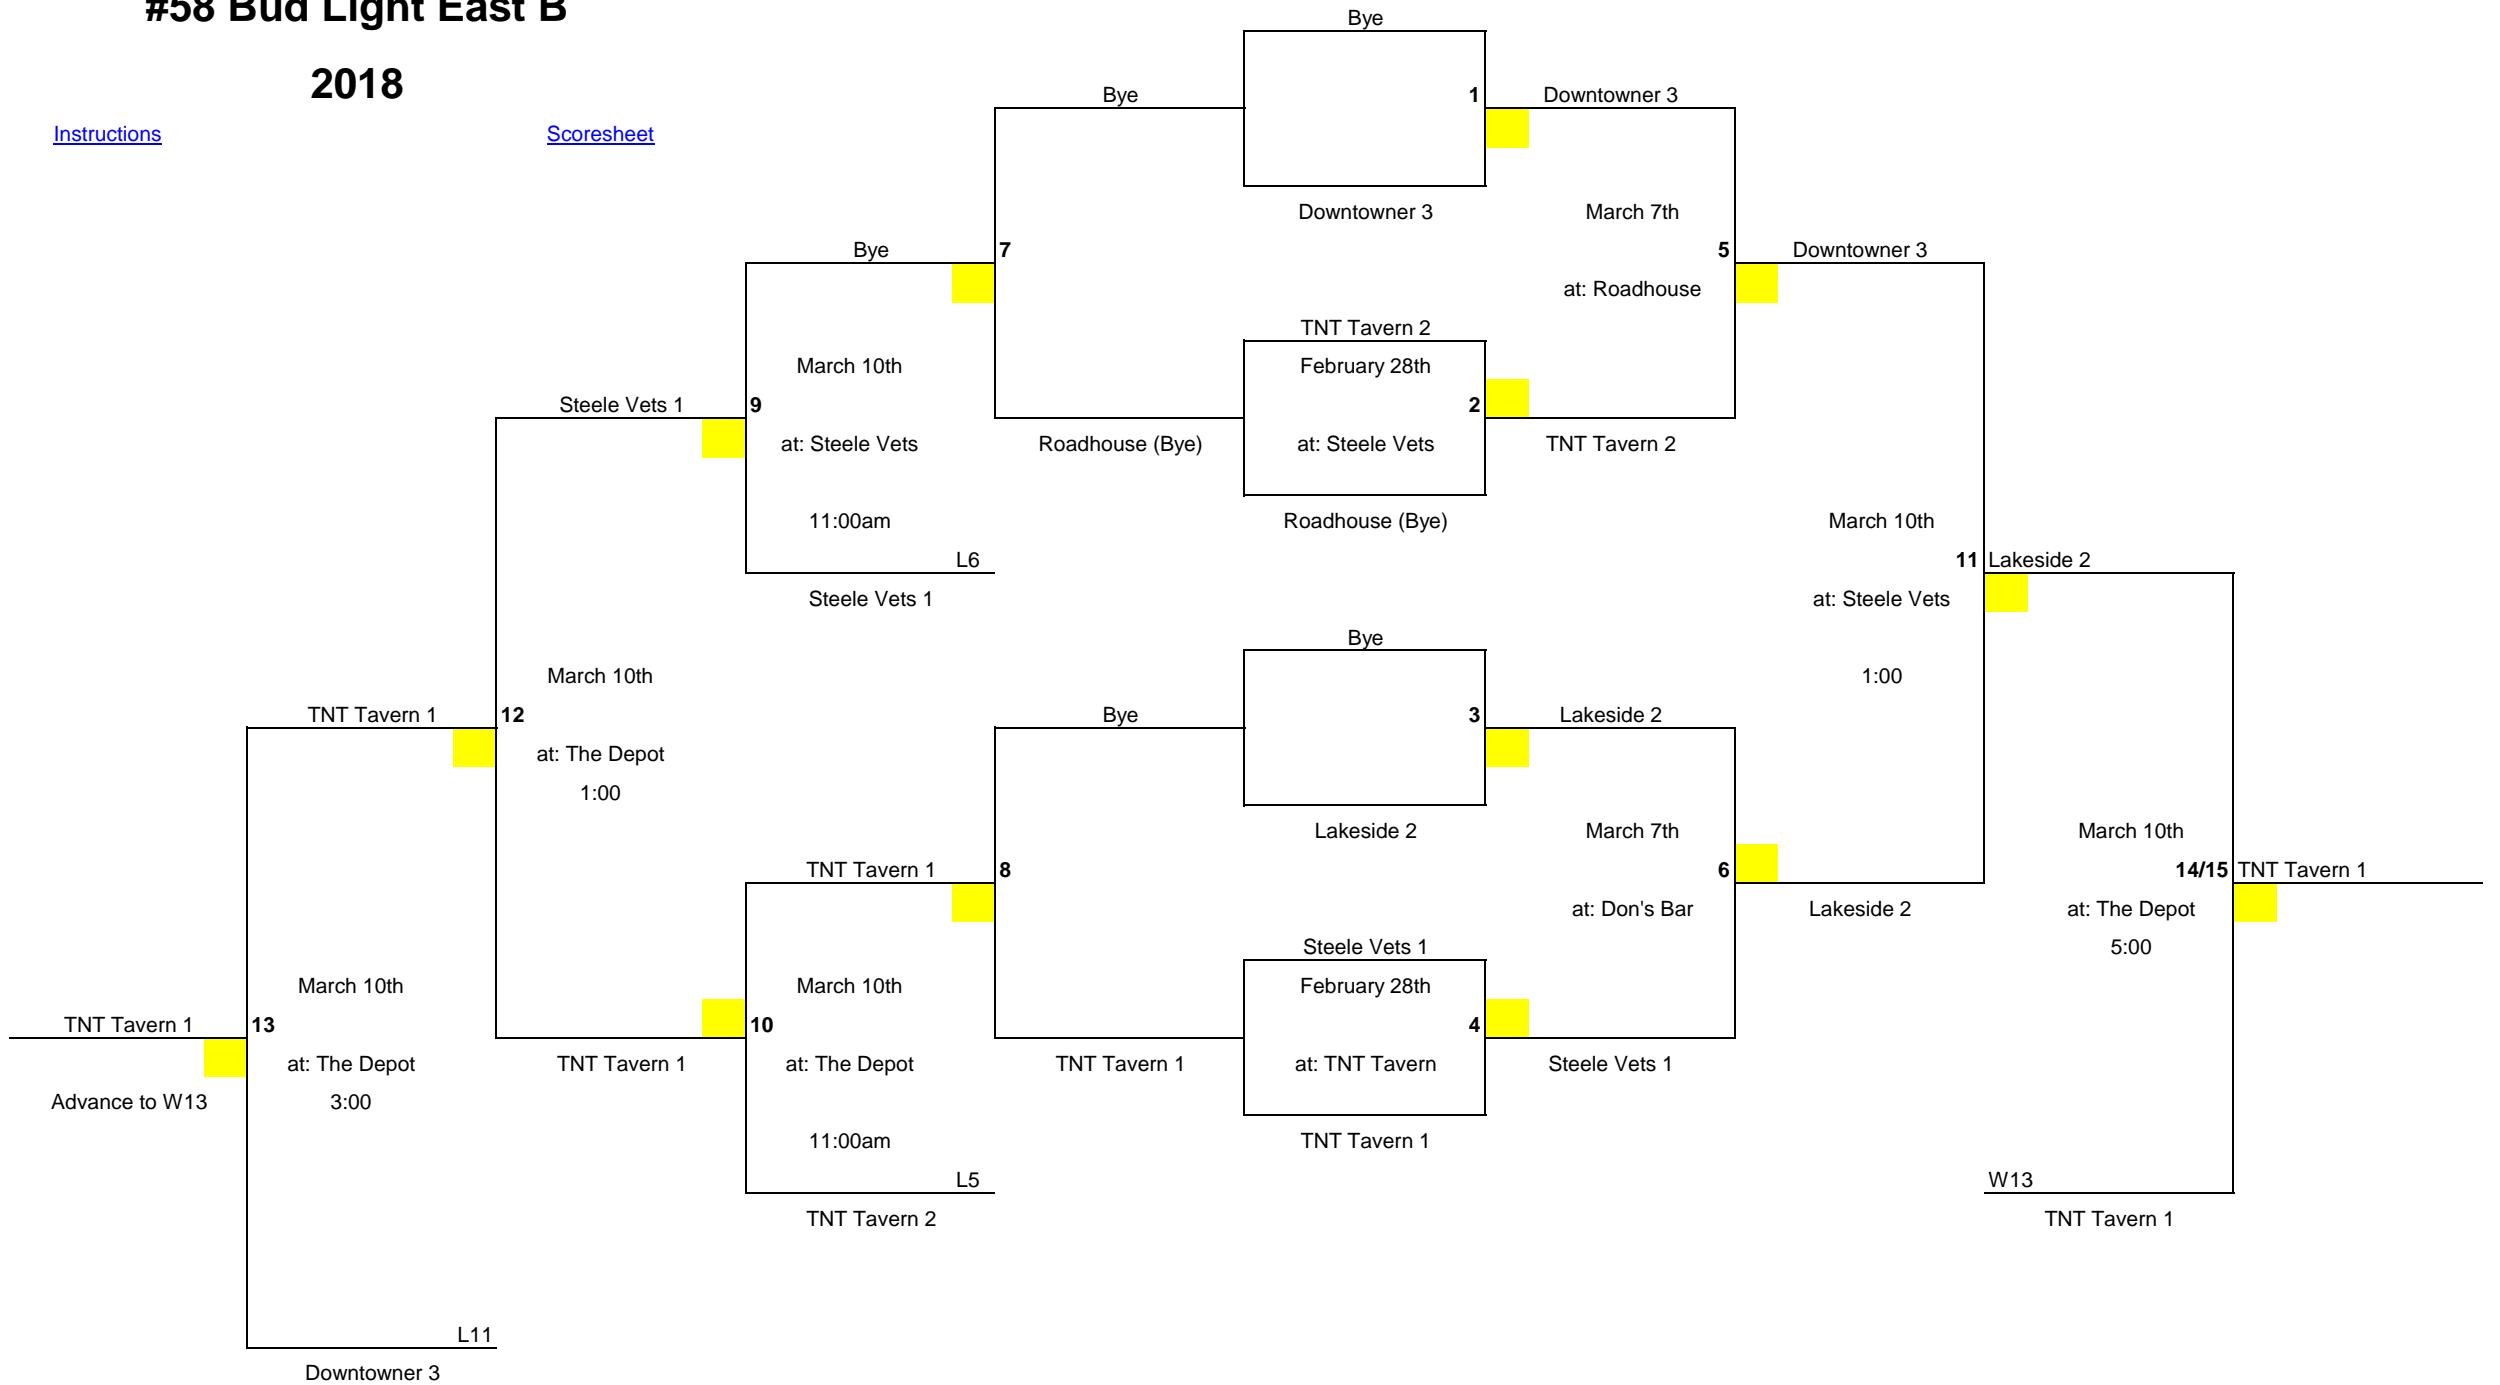 #58 Bud Light East B
Bye
2018
Bye
1
Downtowner 3
Instructions
Scoresheet
Downtowner 3
March 7th
Bye
7
5
Downtowner 3
at: Roadhouse
TNT Tavern 2
March 10th
February 28th
Steele Vets 1
9
2
at: Steele Vets
Roadhouse (Bye)
at: Steele Vets
TNT Tavern 2
11:00am
Roadhouse (Bye)
March 10th
L6
11
Lakeside 2
Steele Vets 1
at: Steele Vets
Bye
March 10th
1:00
TNT Tavern 1
12
Bye
3
Lakeside 2
at: The Depot
1:00
Lakeside 2
March 7th
March 10th
TNT Tavern 1
8
6
14/15
TNT Tavern 1
at: Don's Bar
Lakeside 2
at: The Depot
Steele Vets 1
5:00
March 10th
March 10th
February 28th
TNT Tavern 1
13
10
4
at: The Depot
TNT Tavern 1
at: The Depot
TNT Tavern 1
at: TNT Tavern
Steele Vets 1
Advance to W13
3:00
11:00am
TNT Tavern 1
L5
W13
TNT Tavern 2
TNT Tavern 1
L11
Downtowner 3